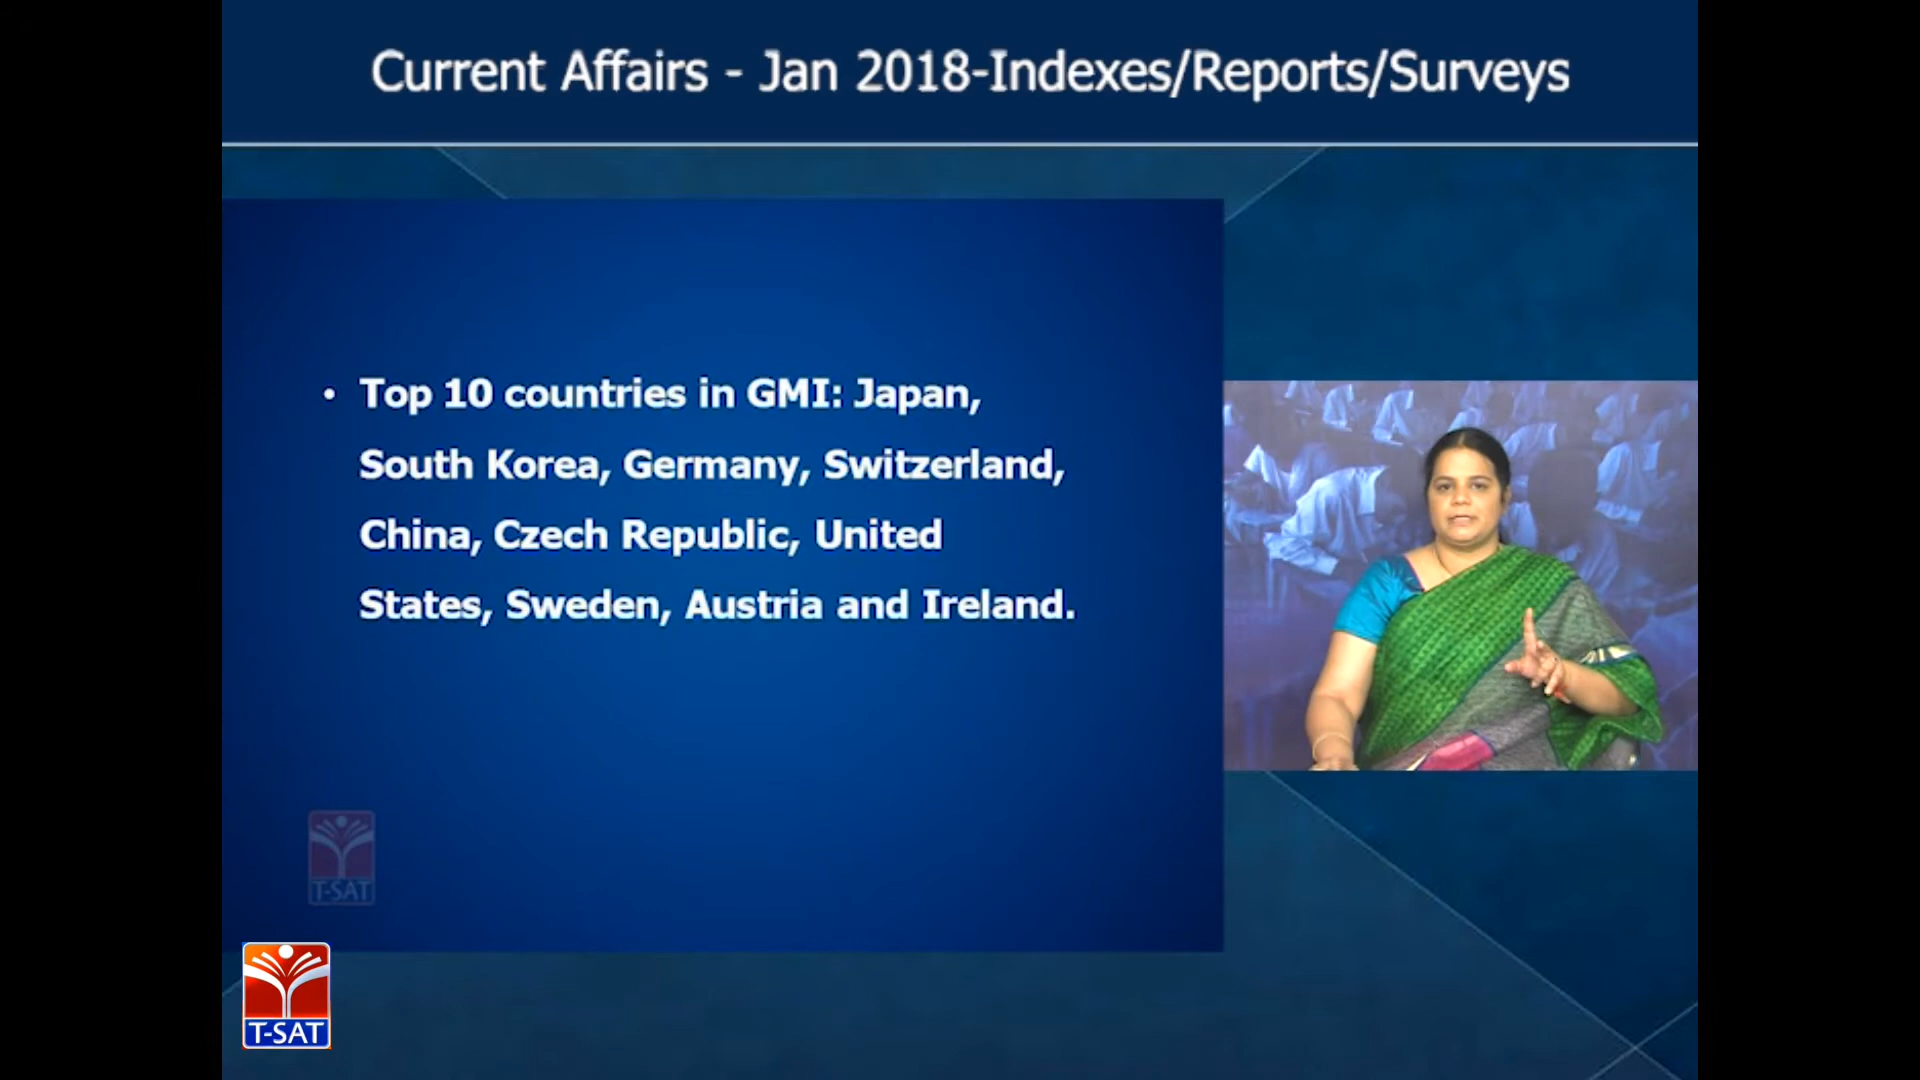 Current Affairs - Jan 2018-Indexes/Reports/Surveys
• Top 10 countries in GMI: Japan,
South Korea, Germany, Switzerland,
China, Czech Republic, United
States, Sweden, Austria and Ireland.
T-SAT
T-SAT